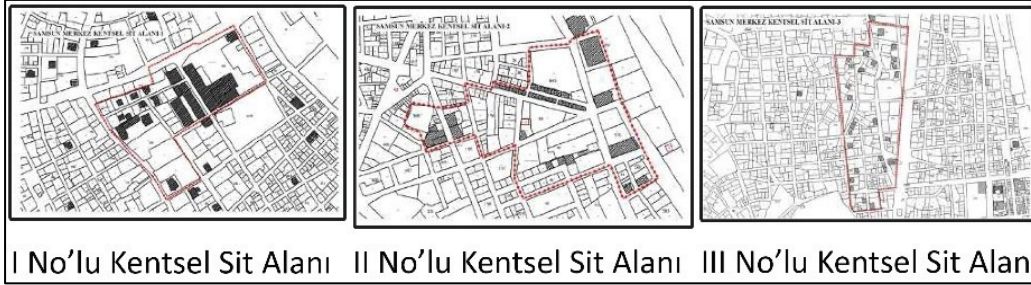 SAMSUN MERKEZ KENTSEL SİT ALANI-1
SAMSUN MERKEZ KENTSEL SİT ALANI-2
SAMSUN MERKEZ KENTSEL SİT ALANI-3
I No’lu Kentsel Sit Alanı
II No’lu Kentsel Sit Alanı
III No’lu Kentsel Sit Alan